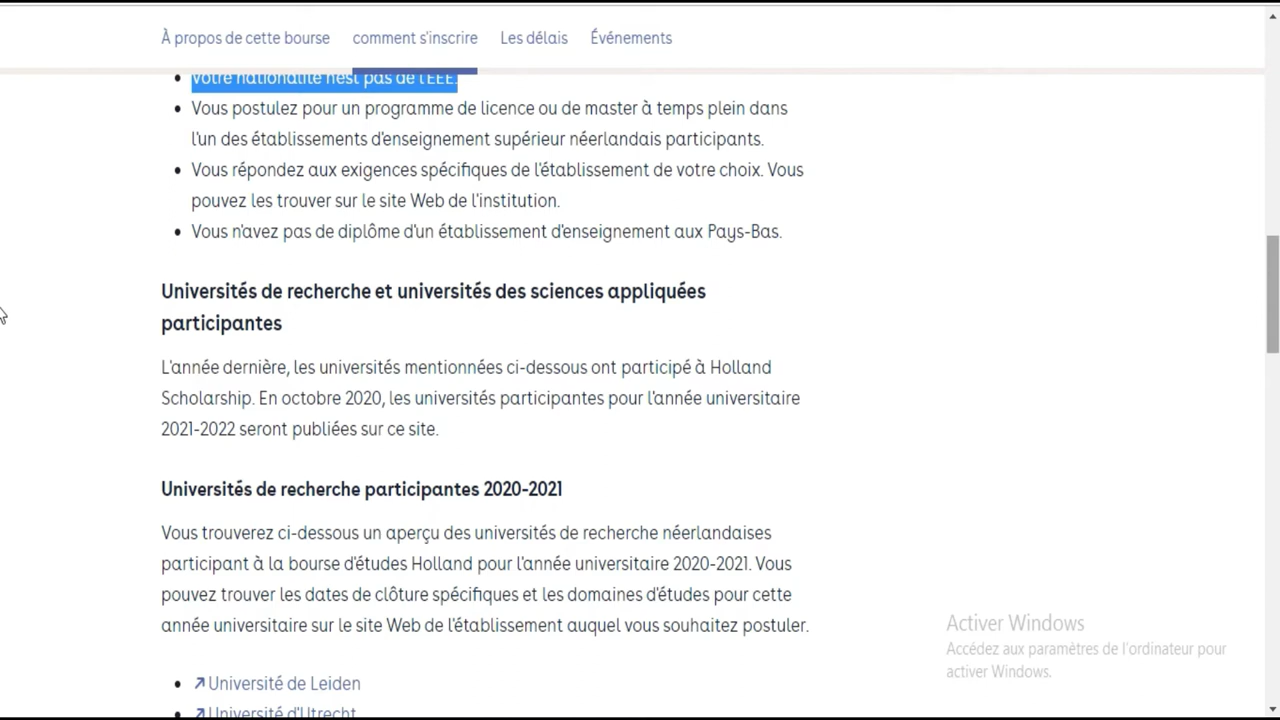 À propos de cette bourse comment s'inscrire Les délais Événements
votre nationalité n'est pas de l'EEE.
Vous postulez pour un programme de licence ou de master à temps plein dans
l'un des établissements d'enseignement supérieur néerlandais participants.
Vous répondez aux exigences spécifiques de l'établissement de votre choix. Vous
pouvez les trouver sur le site Web de l'institution.
Vous n'avez pas de diplôme d'un établissement d'enseignement aux Pays-Bas.
Universités de recherche et universités des sciences appliquées
participantes
L'année dernière, les universités mentionnées ci-dessous ont participé à Holland
Scholarship. En octobre 2020, les universités participantes pour l'année universitaire
2021-2022 seront publiées sur ce site.
Universités de recherche participantes 2020-2021
Vous trouverez ci-dessous un aperçu des universités de recherche néerlandaises
participant à la bourse d'études Holland pour l'année universitaire 2020-2021. Vous
pouvez trouver les dates de clôture spécifiques et les domaines d'études pour cette
année universitaire sur le site Web de l'établissement auquel vous souhaitez postuler.
Activer Windows
Accédez aux paramètres de l'ordinateur pour
activer Windows.
Université de Leiden
Université d'Utrecht